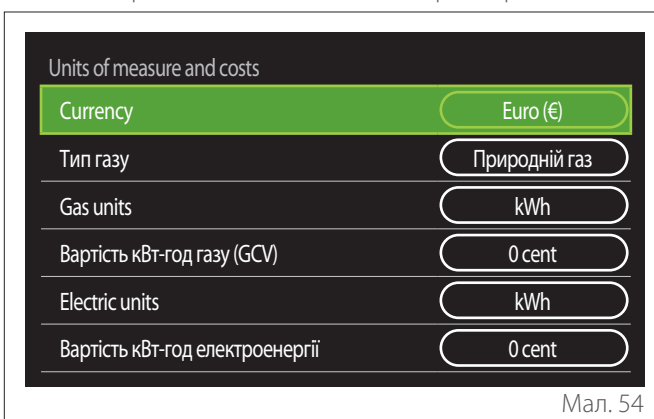 Units of measure and costs
Currency Euro (€)
Тип газу Природній газ
Gas units kWh
Вартість кВт-год газу (GCV) 0 cent
Electric units kWh
Вартість кВт-год електроенергії 0 cent
Мал. 54